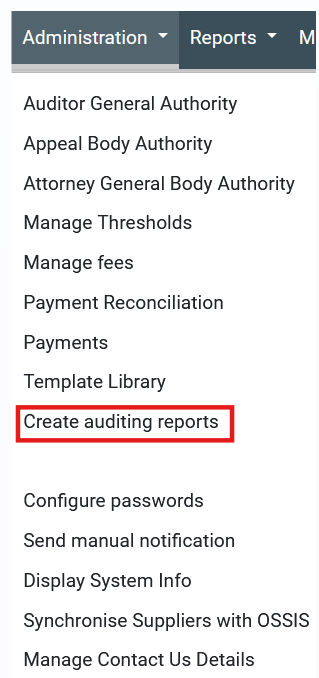 Administration Reports M
Auditor General Authority
Appeal Body Authority
Attorney General Body Authority
Manage Thresholds
Manage fees
Payment Reconciliation
Payments
Template Library
Create auditing reports
Configure passwords
Send manual notification
Display System Info
Synchronise Suppliers with OSSIS
Manage Contact Us Details